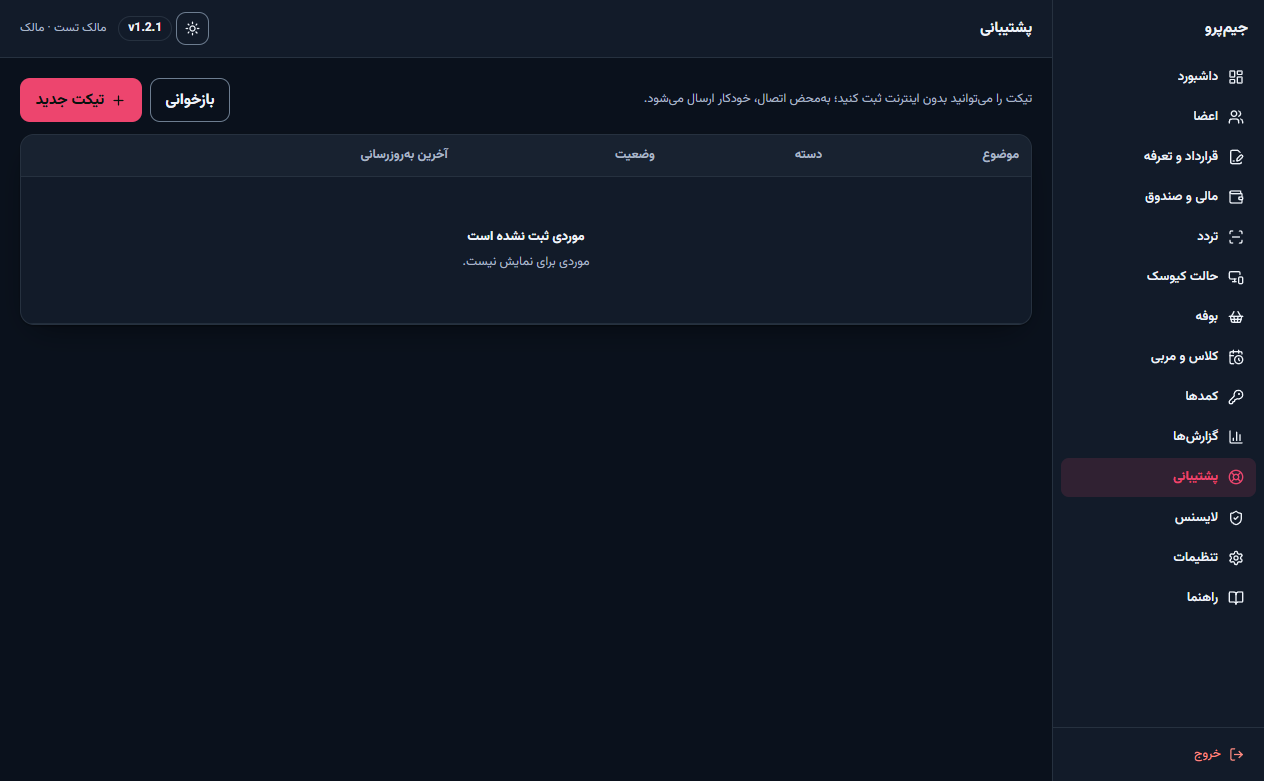 جیم‌پرو
داشبورد
اعضا
قرارداد و تعرفه
مالی و صندوق
تردد
حالت کیوسک
بوفه
کلاس و مربی
کمدها
گزارش‌ها
پشتیبانی
لایسنس
تنظیمات
راهنما
خروج
پشتیبانی
v1.2.1
مالک تست · مالک
تیکت را می‌توانید بدون اینترنت ثبت کنید؛ به‌محض اتصال، خودکار ارسال می‌شود.
بازخوانی
+ تیکت جدید
موضوع دسته وضعیت آخرین به‌روزرسانی
موردی ثبت نشده است
موردی برای نمایش نیست.